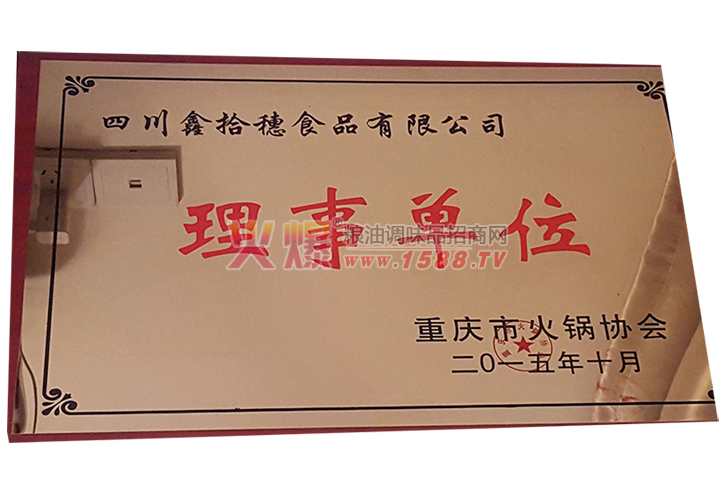 四川鑫拾穗食品有限公司
理事单位
火爆粮油调味品招商网
www.1588.TV
重庆市火锅协会
二0一五年十月